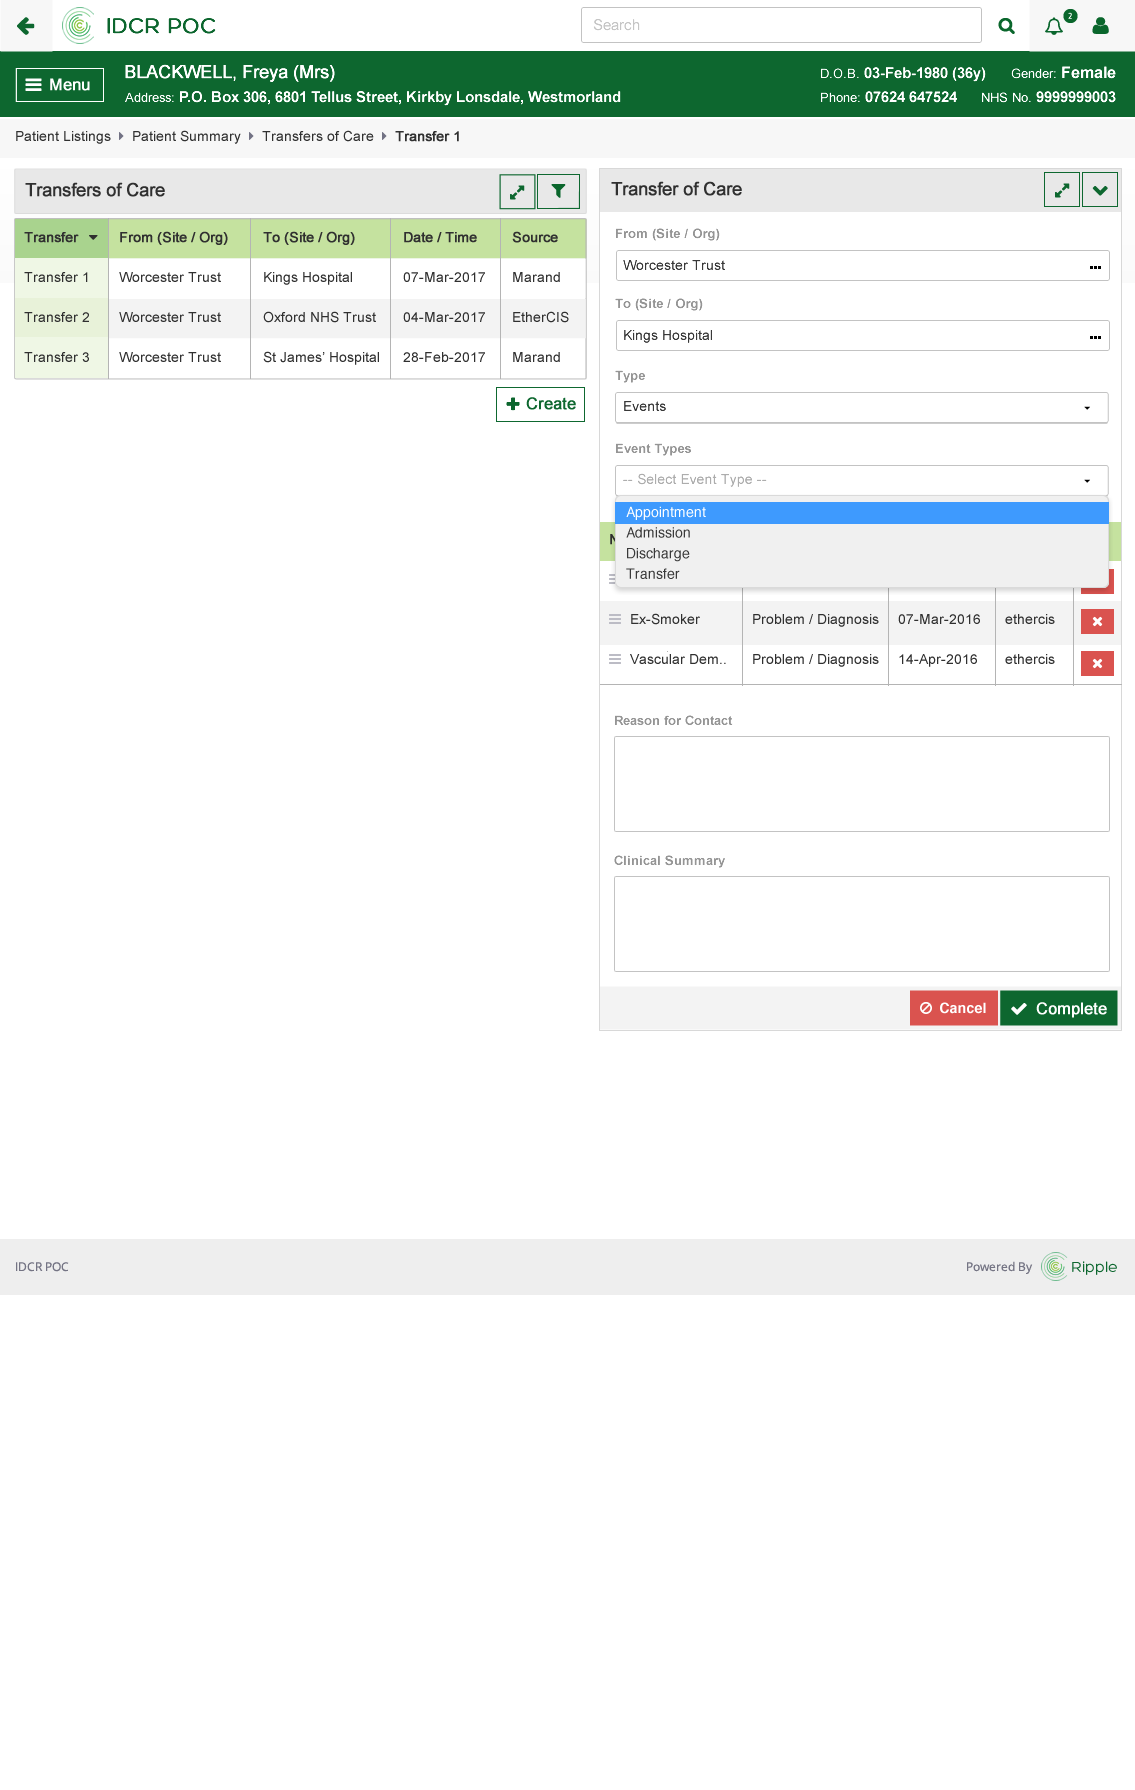 IDCR POC
Search
2
Menu
BLACKWELL, Freya (Mrs)
Address: P.O. Box 306, 6801 Tellus Street, Kirkby Lonsdale, Westmorland
D.O.B. 03-Feb-1980 (36y) Gender: Female
Phone: 07624 647524 NHS No. 9999999003
Patient Listings Patient Summary Transfers of Care Transfer 1
Transfers of Care
Transfer From (Site / Org) To (Site / Org) Date / Time Source
Transfer 1 Worcester Trust Kings Hospital 07-Mar-2017 Marand
Transfer 2 Worcester Trust Oxford NHS Trust 04-Mar-2017 EtherCIS
Transfer 3 Worcester Trust St James’ Hospital 28-Feb-2017 Marand
Create
Transfer of Care
From (Site / Org)
Worcester Trust
To (Site / Org)
Kings Hospital
Type
Events
Event Types
-- Select Event Type --
Appointment
Admission
Discharge
Transfer
Ex-Smoker Problem / Diagnosis 07-Mar-2016 ethercis
Vascular Dem.. Problem / Diagnosis 14-Apr-2016 ethercis
Reason for Contact
Clinical Summary
Cancel
Complete
IDCR POC
Powered By Ripple